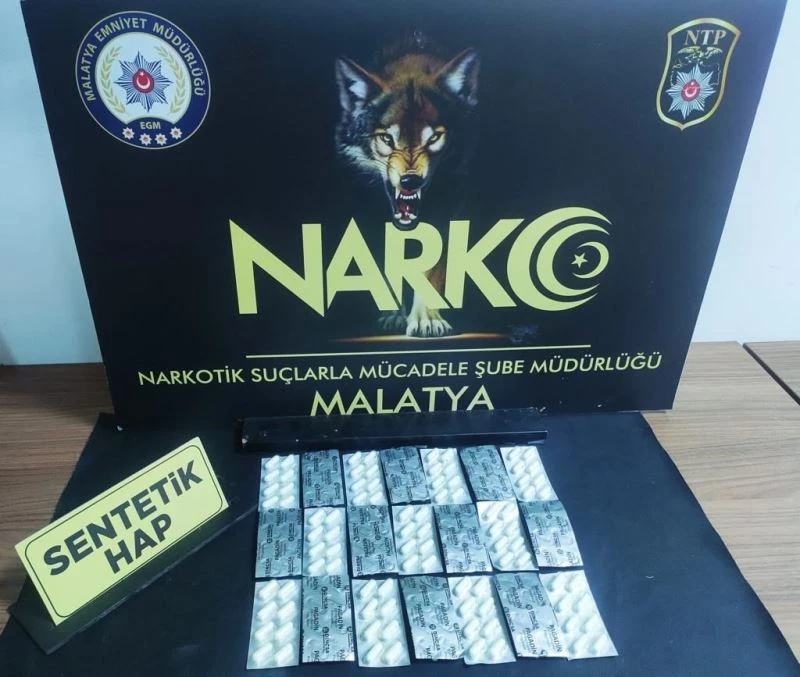 MALATYA EMNİYET MÜDÜRLÜĞÜ
EGM
NTP
NARKO
NARKOTİK SUÇLARLA MÜCADELE ŞUBE MÜDÜRLÜĞÜ
MALATYA
SENTETİK
HAP